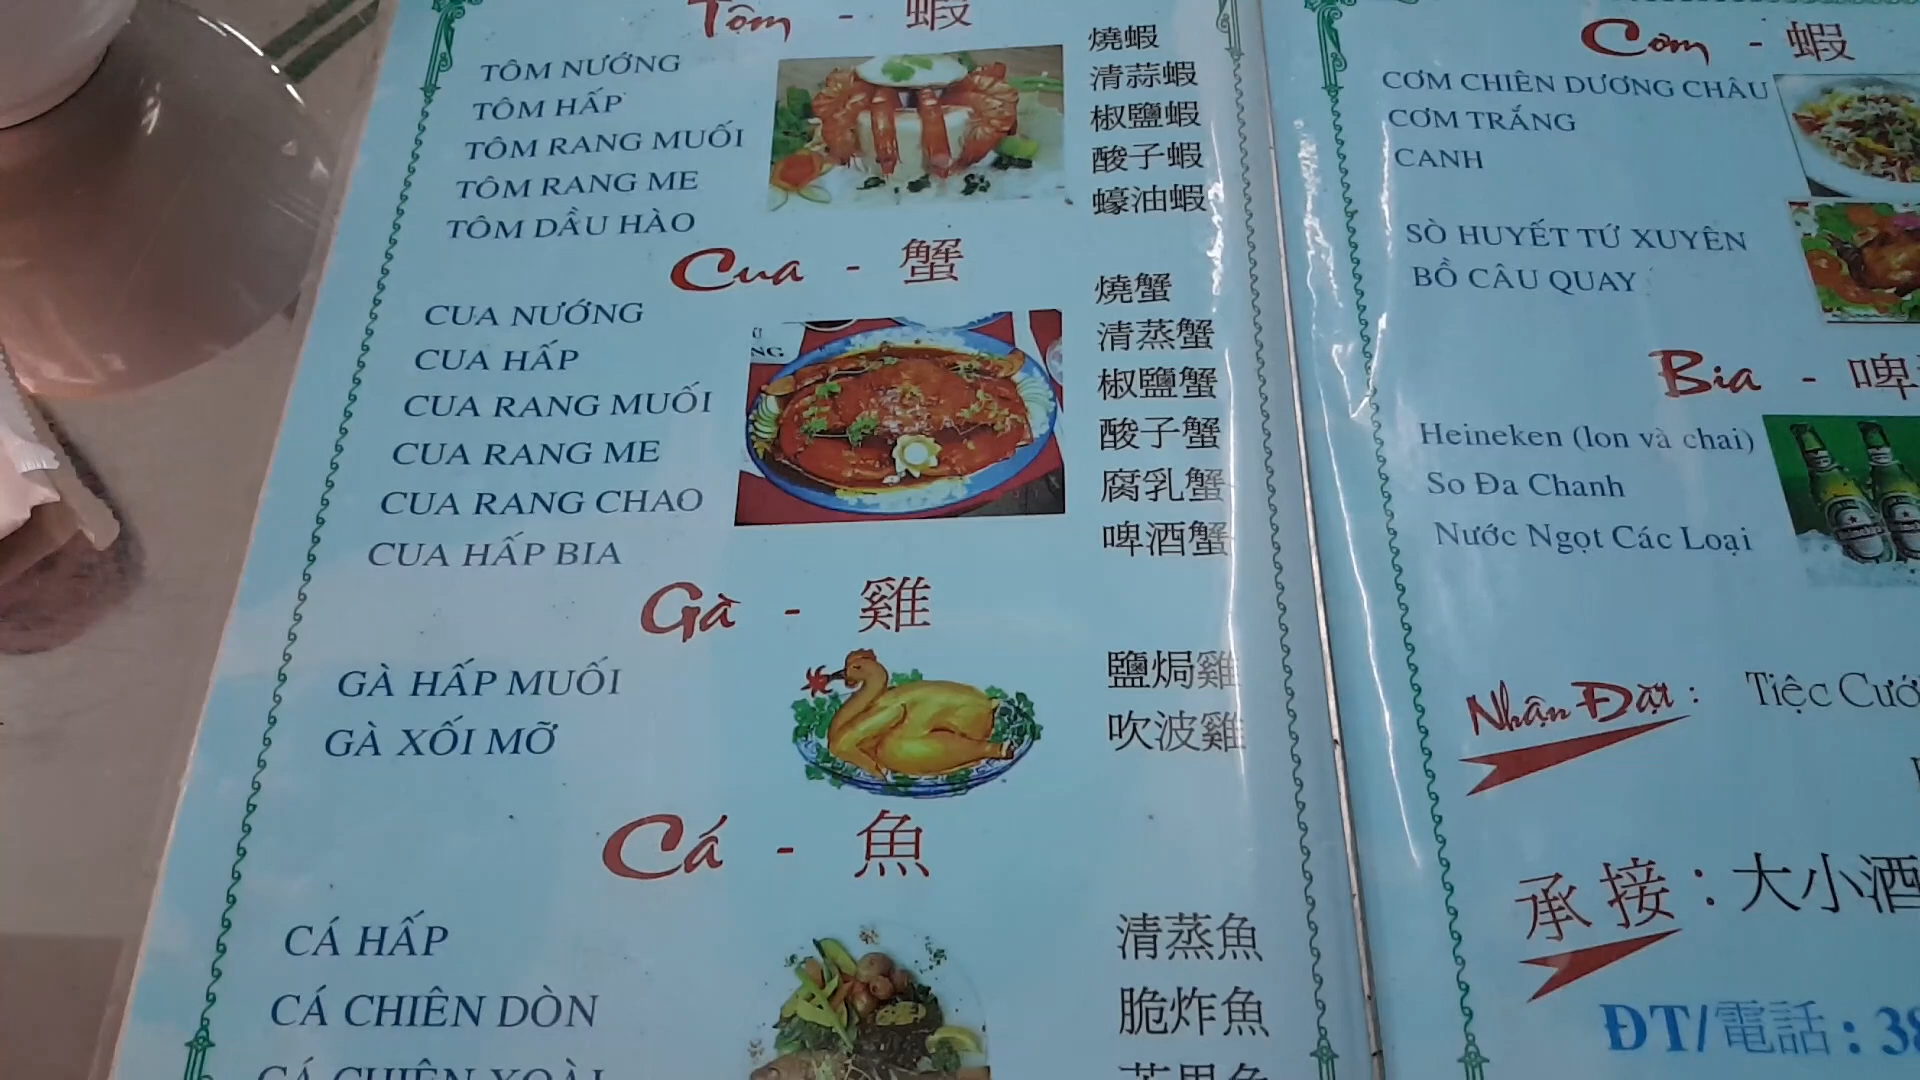 Tôm - 蝦
TÔM NƯỚNG 燒蝦
TÔM HẤP 清蒜蝦
TÔM RANG MUỐI 椒鹽蝦
TÔM RANG ME 酸子蝦
TÔM DẦU HÀO 蠔油蝦
Cua - 蟹
CUA NƯỚNG 燒蟹
CUA HẤP 清蒸蟹
CUA RANG MUỐI 椒鹽蟹
CUA RANG ME 酸子蟹
CUA RANG CHAO 腐乳蟹
CUA HẤP BIA 啤酒蟹
Gà - 雞
GÀ HẤP MUỐI 鹽焗雞
GÀ XỐI MỠ 吹波雞
Cá - 魚
CÁ HẤP 清蒸魚
CÁ CHIÊN DÒN 脆炸魚
CÁ CHIÊN XOÀI
Cơm - 蝦
CƠM CHIÊN DƯƠNG CHÂU
CƠM TRẮNG
CANH
SÒ HUYẾT TỨ XUYÊN
BỒ CÂU QUAY
Bia - 啤
Heineken (lon và chai)
So Đa Chanh
Nước Ngọt Các Loại
Nhận Đặt : Tiệc Cướ
承接 : 大小酒
ĐT/電話 : 38